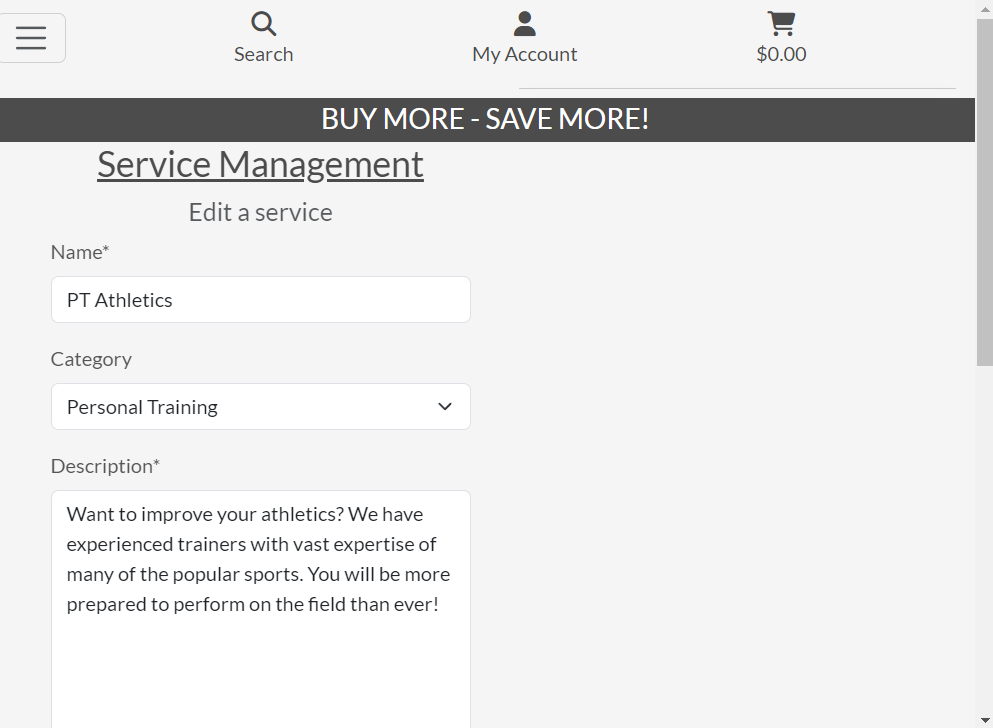 Search
My Account
$0.00
BUY MORE - SAVE MORE!
Service Management
Edit a service
Name*
PT Athletics
Category
Personal Training
Description*
Want to improve your athletics? We have
experienced trainers with vast expertise of
many of the popular sports. You will be more
prepared to perform on the field than ever!